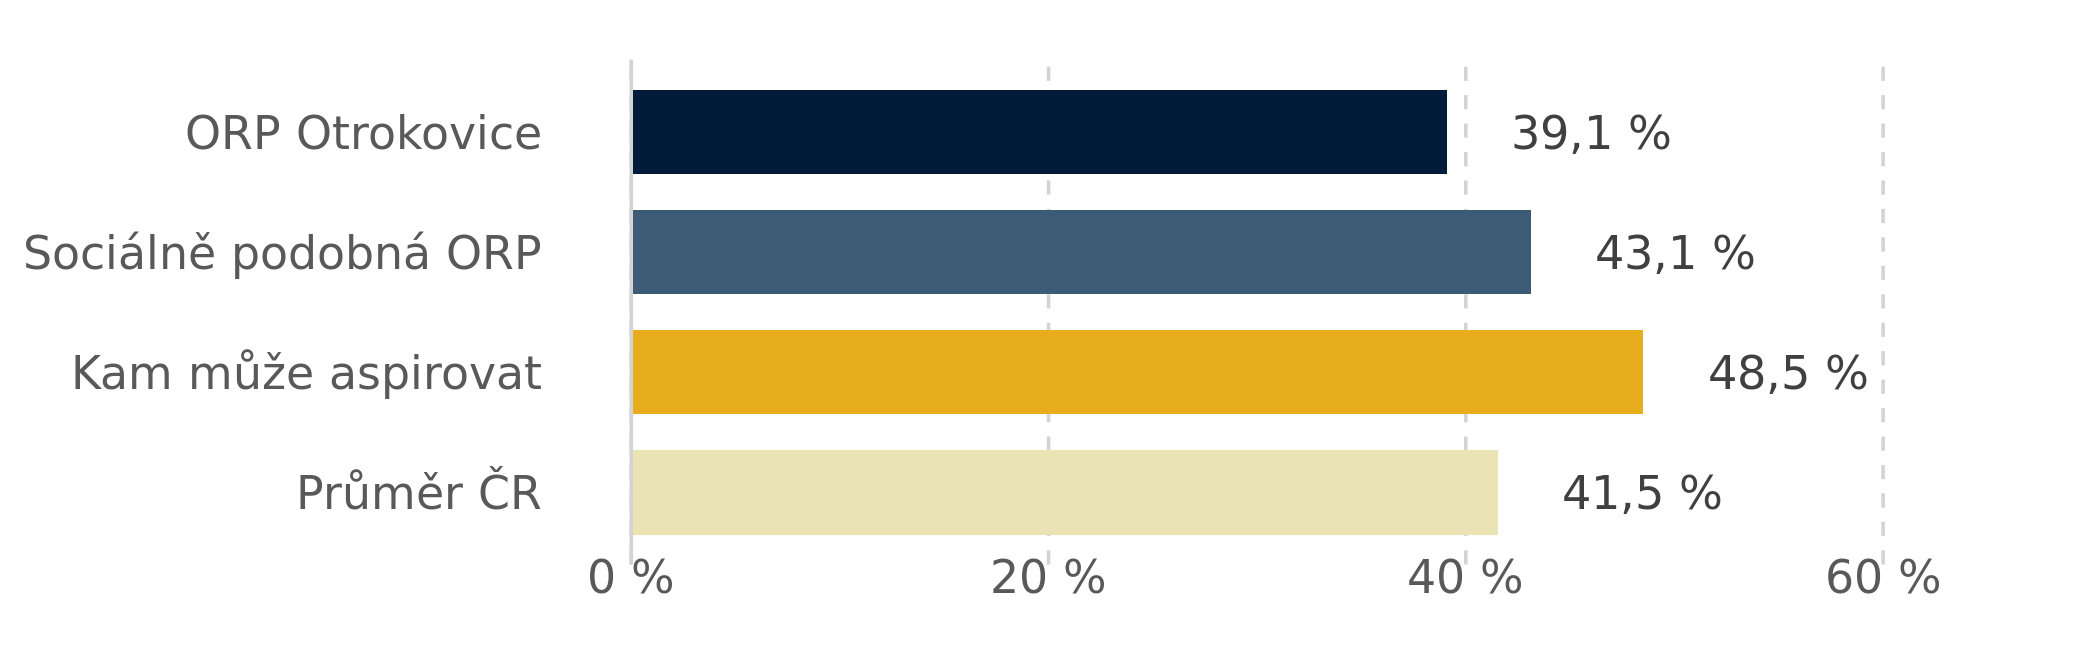 ORP Otrokovice 39,1 %
Sociálně podobná ORP 43,1 %
Kam může aspirovat 48,5 %
Průměr ČR 41,5 %
0 % 20 % 40 % 60 %